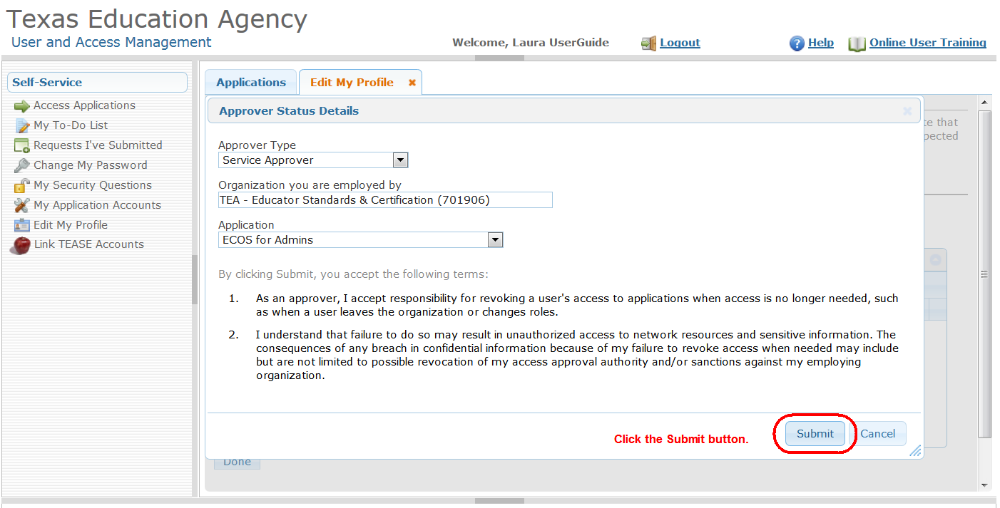 Texas Education Agency
User and Access Management
Welcome, Laura UserGuide
Logout
Help
Online User Training
Self-Service
Access Applications
My To-Do List
Requests I've Submitted
Change My Password
My Security Questions
My Application Accounts
Edit My Profile
Link TEASE Accounts
Applications
Edit My Profile
Approver Status Details
te that
pected
Approver Type
Service Approver
Organization you are employed by
TEA - Educator Standards & Certification (701906)
Application
ECOS for Admins
By clicking Submit, you accept the following terms:
1. As an approver, I accept responsibility for revoking a user's access to applications when access is no longer needed, such
as when a user leaves the organization or changes roles.
2. I understand that failure to do so may result in unauthorized access to network resources and sensitive information. The
consequences of any breach in confidential information because of my failure to revoke access when needed may include
but are not limited to possible revocation of my access approval authority and/or sanctions against my employing
organization.
Click the Submit button.
Submit
Cancel
Done